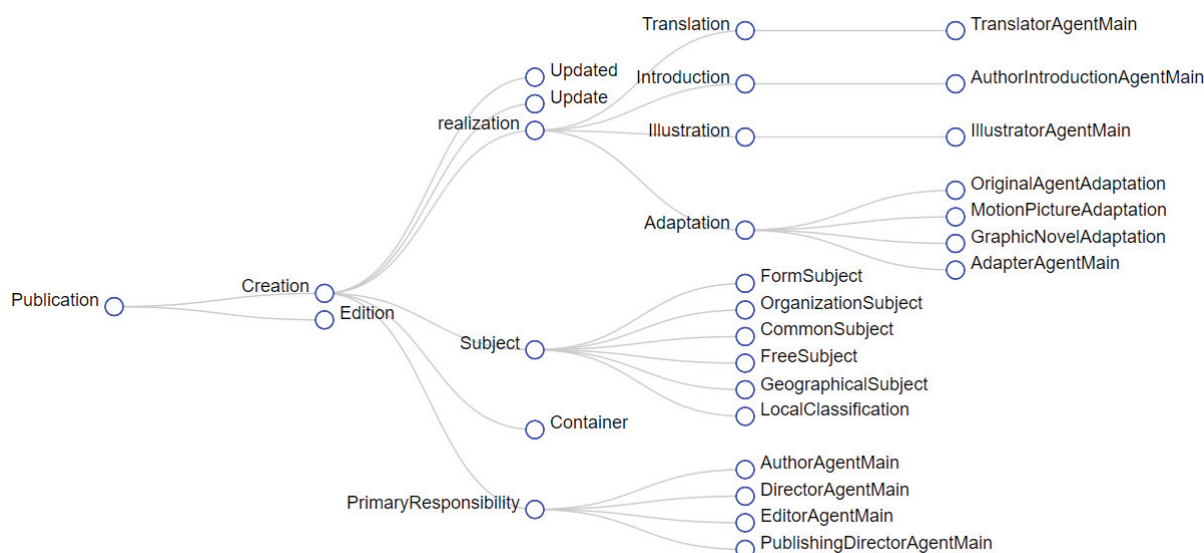 Translation
TranslatorAgentMain
Updated
Introduction
AuthorIntroductionAgentMain
Update
realization
Illustration
IllustratorAgentMain
OriginalAgentAdaptation
MotionPictureAdaptation
Adaptation
GraphicNovelAdaptation
AdapterAgentMain
FormSubject
Creation
Publication
OrganizationSubject
Edition
CommonSubject
Subject
FreeSubject
GeographicalSubject
LocalClassification
Container
AuthorAgentMain
DirectorAgentMain
PrimaryResponsibility
EditorAgentMain
PublishingDirectorAgentMain